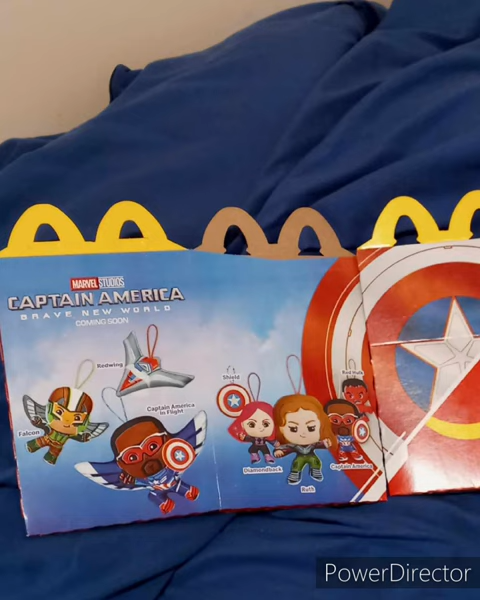 MARVEL STUDIOS
CAPTAIN AMERICA
BRAVE NEW WORLD
COMING SOON
Redwing
Falcon
Captain America
in Flight
Shield
Red Hulk
Diamondback
Ruth
Captain America
PowerDirector